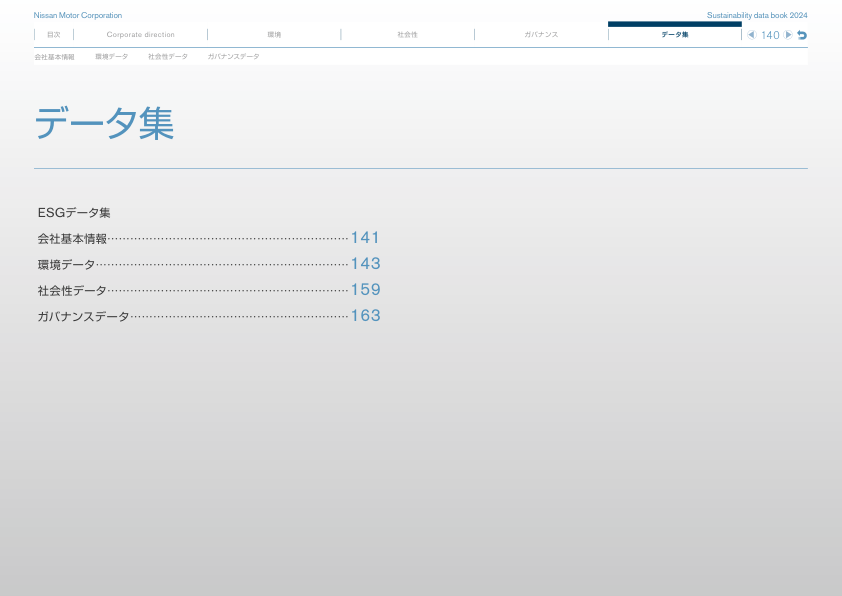 Nissan Motor Corporation
Sustainability data book 2024
目次 Corporate direction 環境 社会性 ガバナンス データ集 140
会社基本情報 環境データ 社会性データ ガバナンスデータ
データ集
ESGデータ集
会社基本情報……………………………………………………141
環境データ………………………………………………………143
社会性データ……………………………………………………159
ガバナンスデータ………………………………………………163